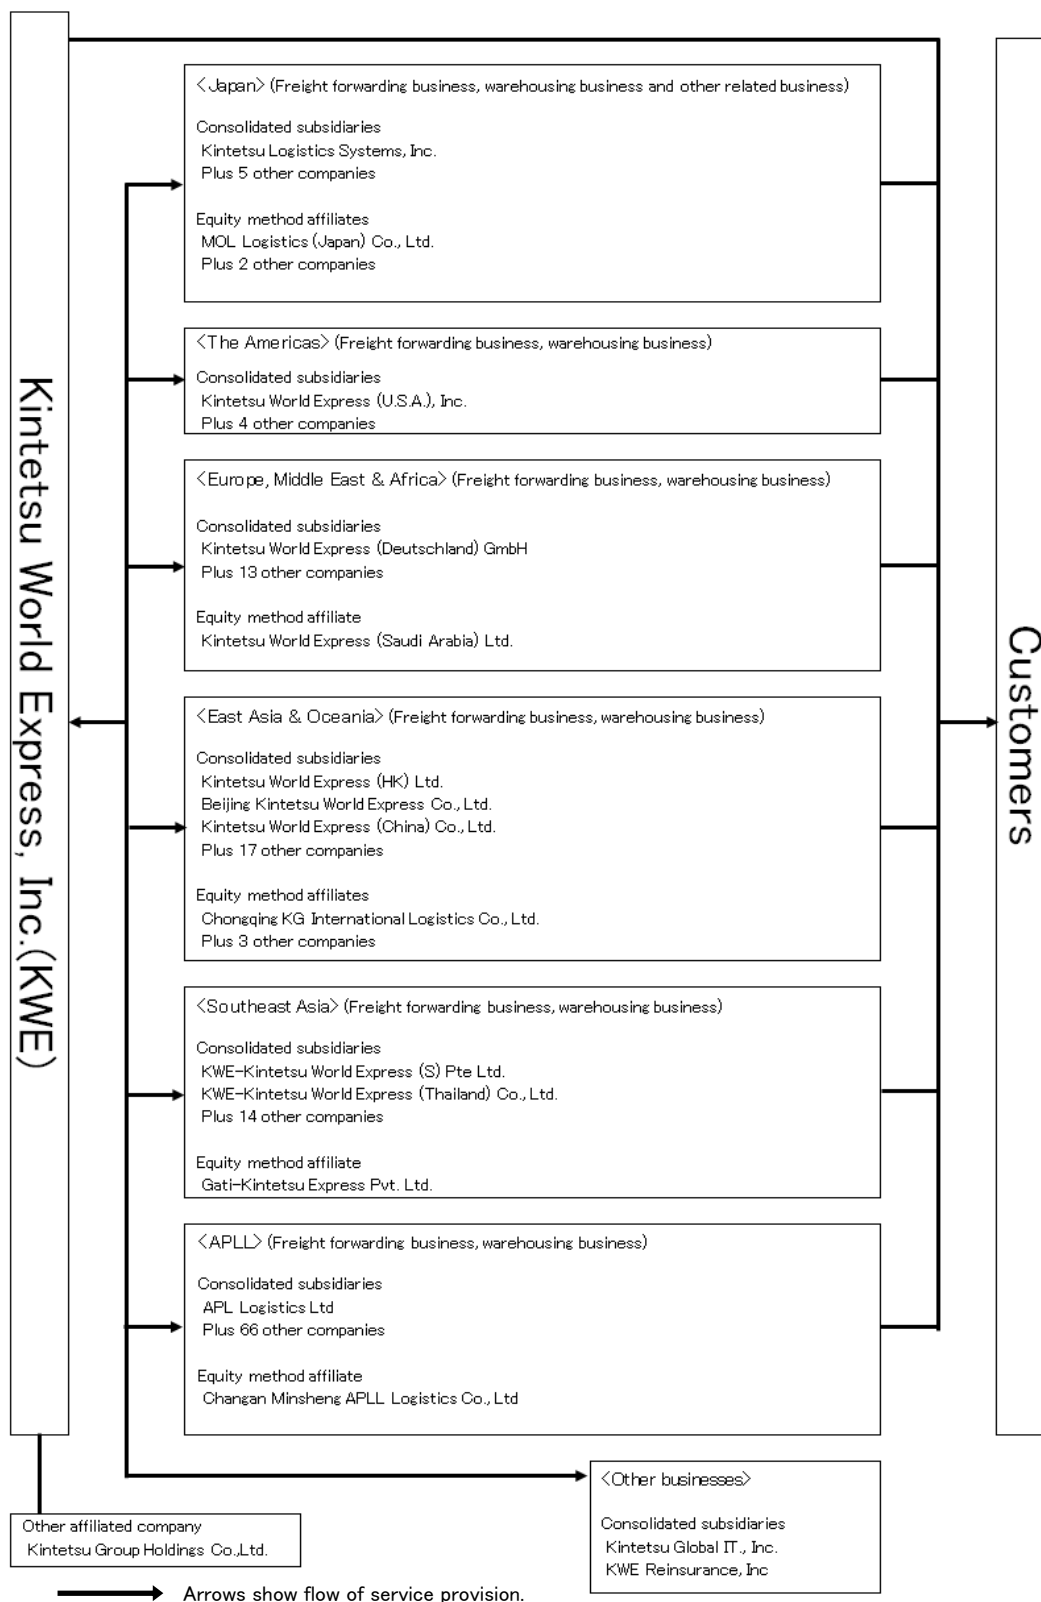 Kintetsu World Express, Inc.(KWE)
<Japan> (Freight forwarding business, warehousing business and other related business)
Consolidated subsidiaries
Kintetsu Logistics Systems, Inc.
Plus 5 other companies
Equity method affiliates
MOL Logistics (Japan) Co., Ltd.
Plus 2 other companies
<The Americas> (Freight forwarding business, warehousing business)
Consolidated subsidiaries
Kintetsu World Express (U.S.A.), Inc.
Plus 4 other companies
<Europe, Middle East & Africa> (Freight forwarding business, warehousing business)
Consolidated subsidiaries
Kintetsu World Express (Deutschland) GmbH
Plus 13 other companies
Equity method affiliate
Kintetsu World Express (Saudi Arabia) Ltd.
<East Asia & Oceania> (Freight forwarding business, warehousing business)
Consolidated subsidiaries
Kintetsu World Express (HK) Ltd.
Beijing Kintetsu World Express Co., Ltd.
Kintetsu World Express (China) Co., Ltd.
Plus 17 other companies
Equity method affiliates
Chongqing KG International Logistics Co., Ltd.
Plus 3 other companies
<Southeast Asia> (Freight forwarding business, warehousing business)
Consolidated subsidiaries
KWE-Kintetsu World Express (S) Pte Ltd.
KWE-Kintetsu World Express (Thailand) Co., Ltd.
Plus 14 other companies
Equity method affiliate
Gati-Kintetsu Express Pvt. Ltd.
<APLL> (Freight forwarding business, warehousing business)
Consolidated subsidiaries
APL Logistics Ltd
Plus 66 other companies
Equity method affiliate
Changan Minsheng APLL Logistics Co., Ltd
<Other businesses>
Consolidated subsidiaries
Kintetsu Global IT., Inc.
KWE Reinsurance, Inc
Customers
Other affiliated company
Kintetsu Group Holdings Co.,Ltd.
Arrows show flow of service provision.